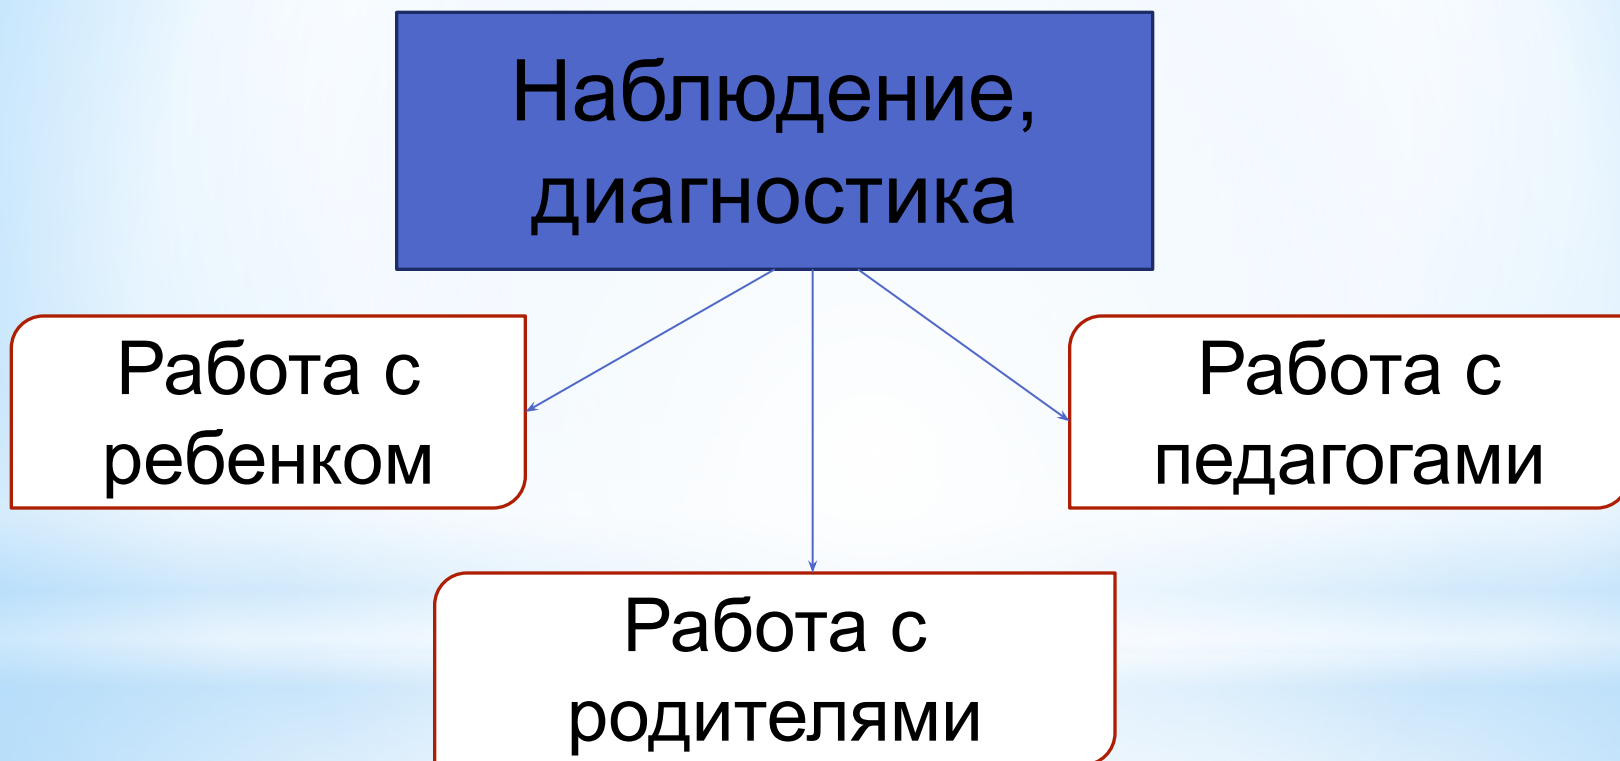 Наблюдение,
диагностика
Работа с
ребенком
Работа с
педагогами
Работа с
родителями